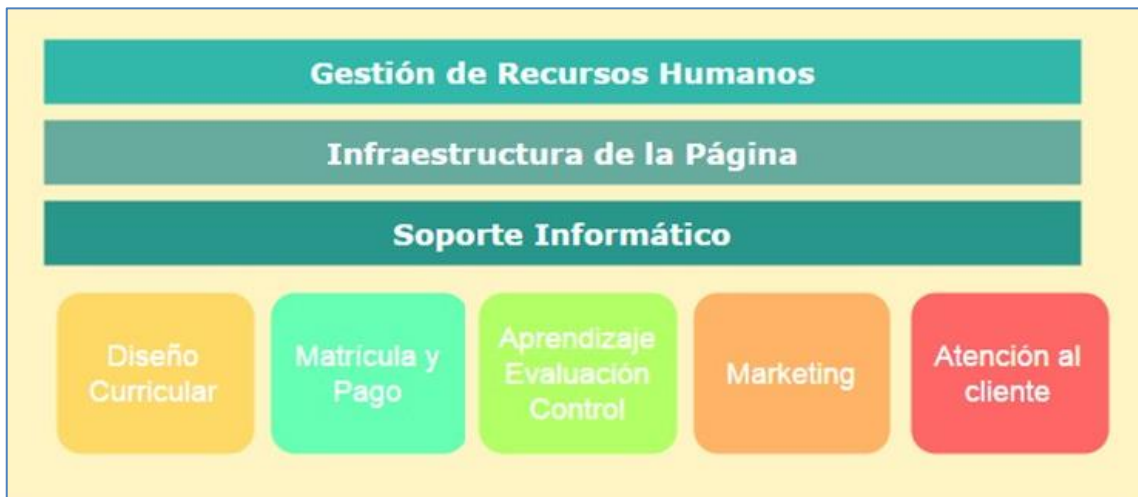 Gestión de Recursos Humanos
Infraestructura de la Página
Soporte Informático
Diseño
Curricular
Matrícula y
Pago
Aprendizaje
Evaluación
Control
Marketing
Atención al
cliente